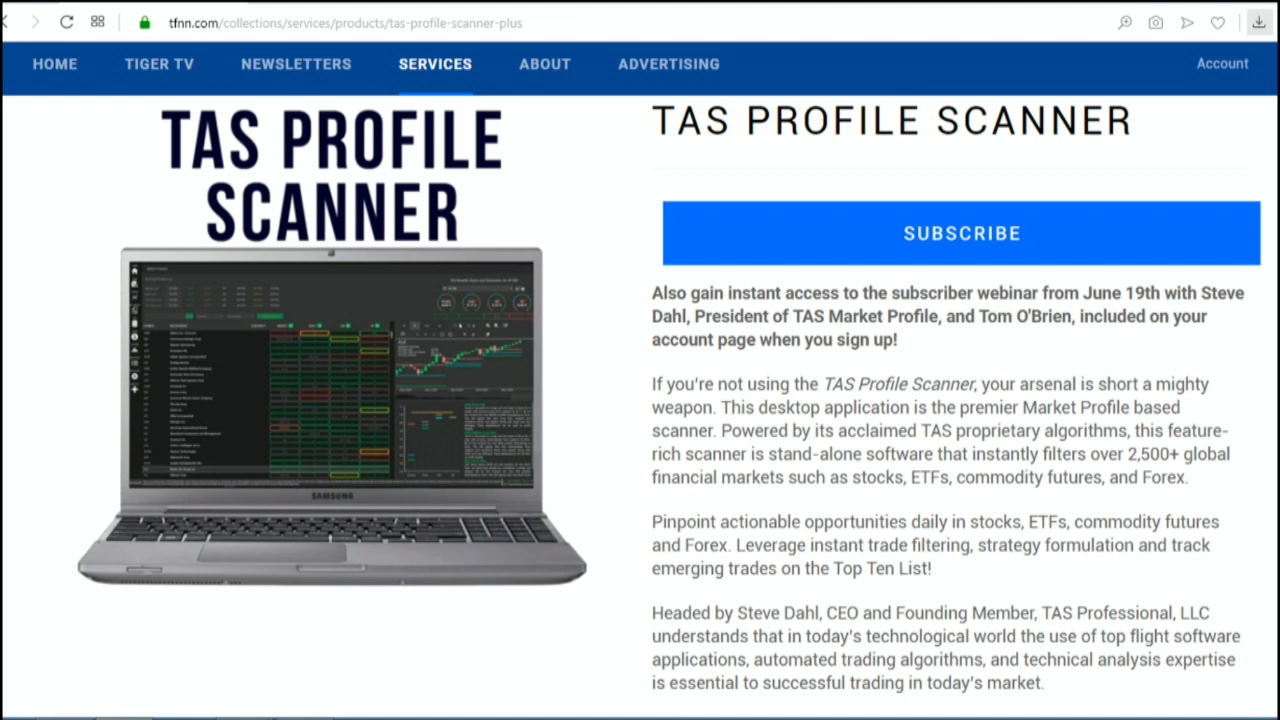 tfnn.com/collections/services/products/tas-profile-scanner-plus
HOME TIGER TV NEWSLETTERS SERVICES ABOUT ADVERTISING Account
TAS PROFILE
SCANNER
SAMSUNG
TAS PROFILE SCANNER
SUBSCRIBE
Also gain instant access to the subscriber webinar from June 19th with Steve
Dahl, President of TAS Market Profile, and Tom O'Brien, included on your
account page when you sign up!
If you're not using the TAS Profile Scanner, your arsenal is short a mighty
weapon. This desktop application is the premier Market Profile based
scanner. Powered by its acclaimed TAS proprietary algorithms, this feature-
rich scanner is stand-alone software that instantly filters over 2,500+ global
financial markets such as stocks, ETFs, commodity futures, and Forex.
Pinpoint actionable opportunities daily in stocks, ETFs, commodity futures
and Forex. Leverage instant trade filtering, strategy formulation and track
emerging trades on the Top Ten List!
Headed by Steve Dahl, CEO and Founding Member, TAS Professional, LLC
understands that in today's technological world the use of top flight software
applications, automated trading algorithms, and technical analysis expertise
is essential to successful trading in today's market.